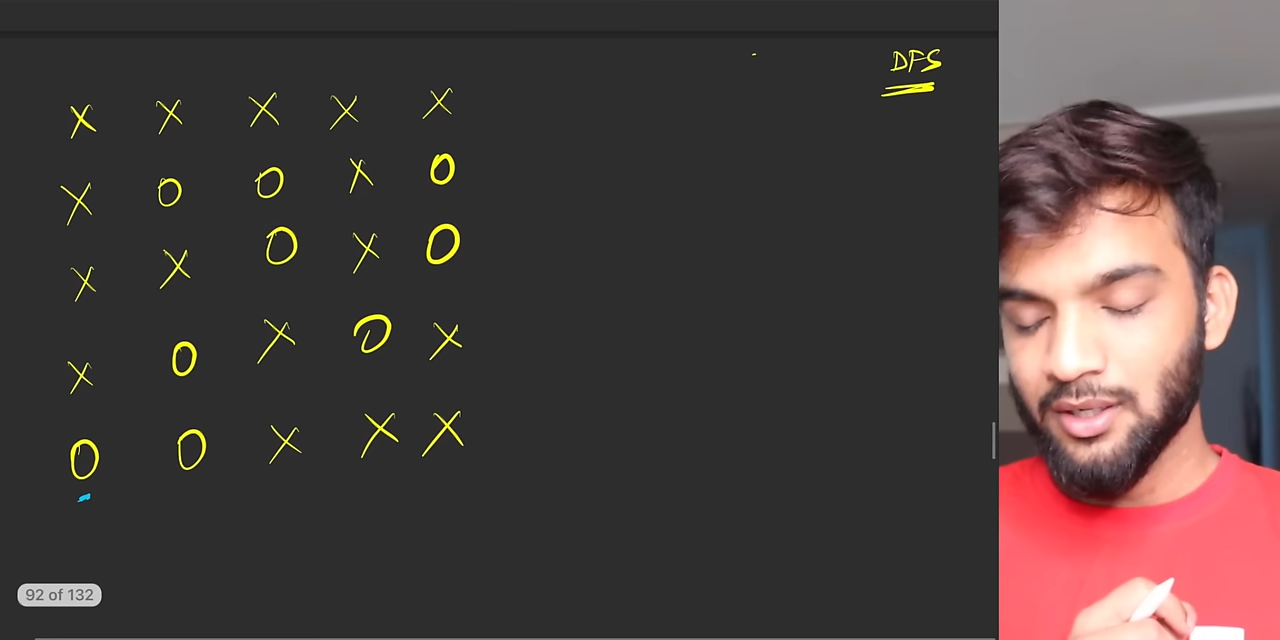 DFS
X X X X X
X O O X O
X X O X O
X O X O X
O O X X X
92 of 132